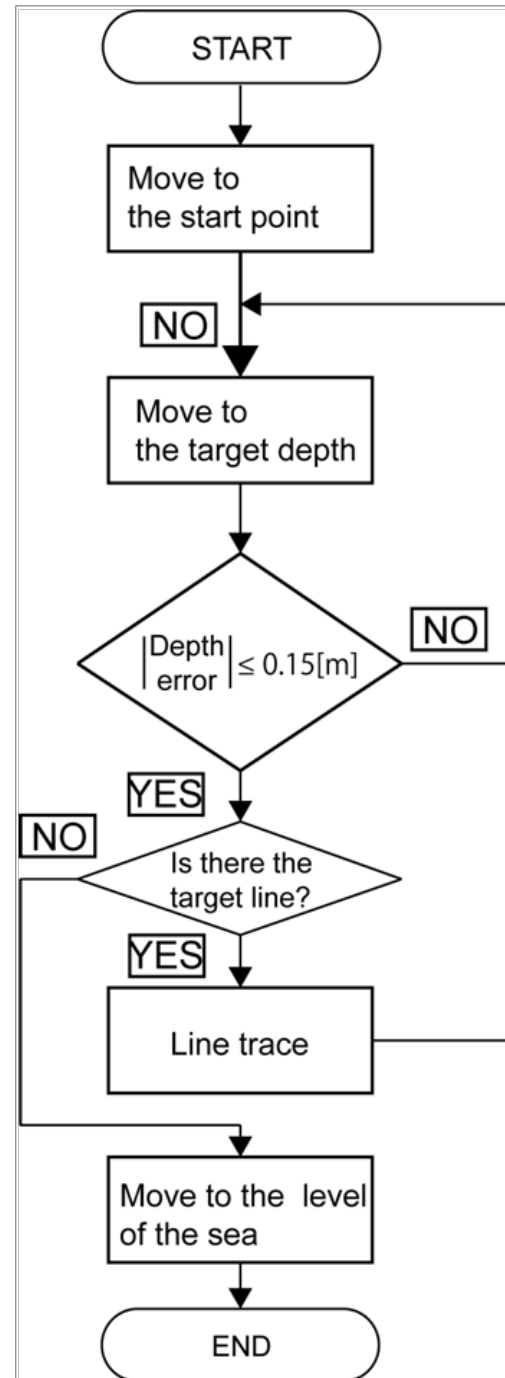 START
Move to
the start point
NO
Move to
the target depth
|Depth error| ≤ 0.15[m]
NO
YES
NO
Is there the
target line?
YES
Line trace
Move to the level
of the sea
END